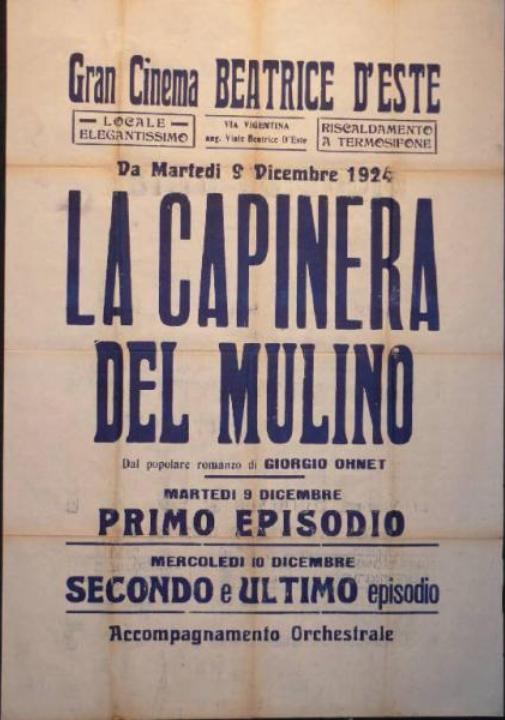 Gran Cinema BEATRICE D'ESTE
LOCALE
ELEGANTISSIMO
VIA VIGENTINA
ang. Viale Beatrice D'Este
RISCALDAMENTO
A TERMOSIFONE
Da Martedi 9 Dicembre 1924
LA CAPINERA
DEL MULINO
Dal popolare romanzo di GIORGIO OHNET
MARTEDI 9 DICEMBRE
PRIMO EPISODIO
MERCOLEDI 10 DICEMBRE
SECONDO e ULTIMO episodio
Accompagnamento Orchestrale